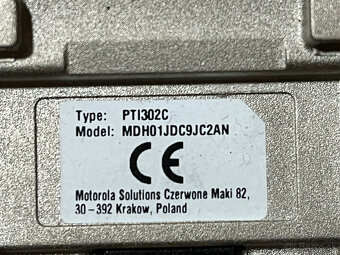 Type: PTI302C
Model: MDH01JDC9JC2AN
CE
Motorola Solutions Czerwone Maki 82,
30-392 Krakow, Poland